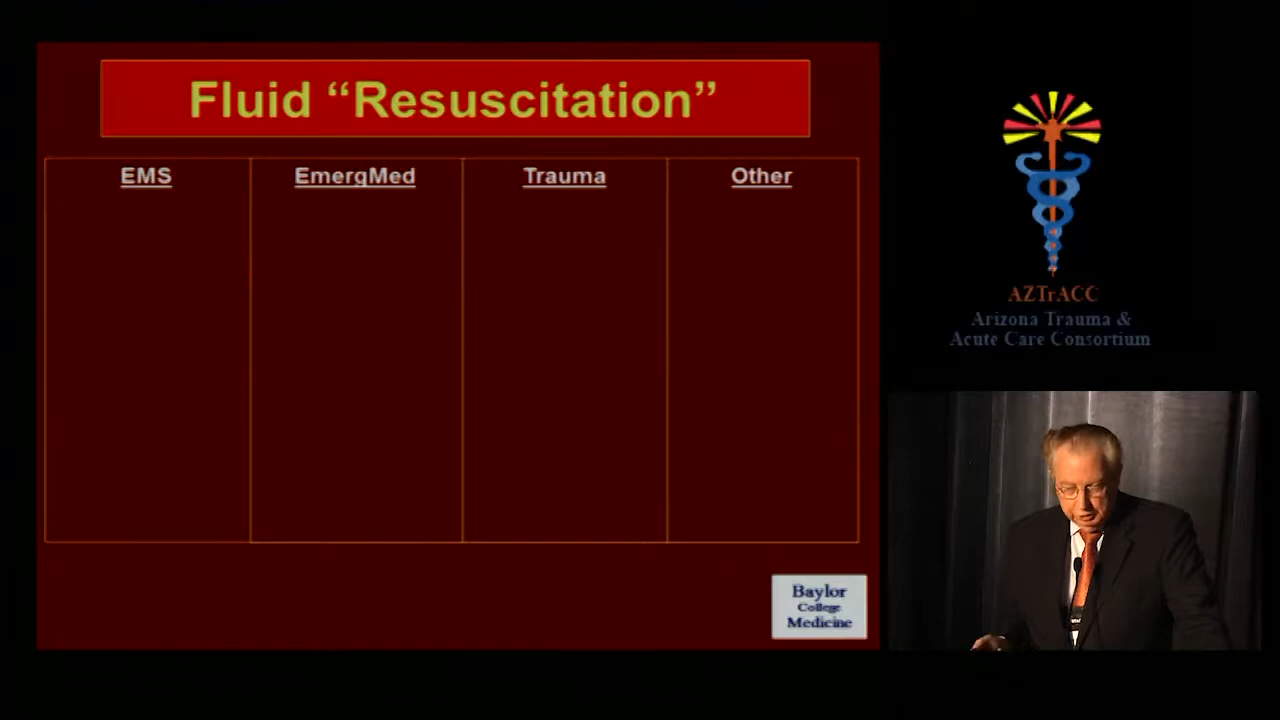 Fluid “Resuscitation”
EMS
EmergMed
Trauma
Other
Baylor
College
Medicine
AZTrACC
Arizona Trauma &
Acute Care Consortium